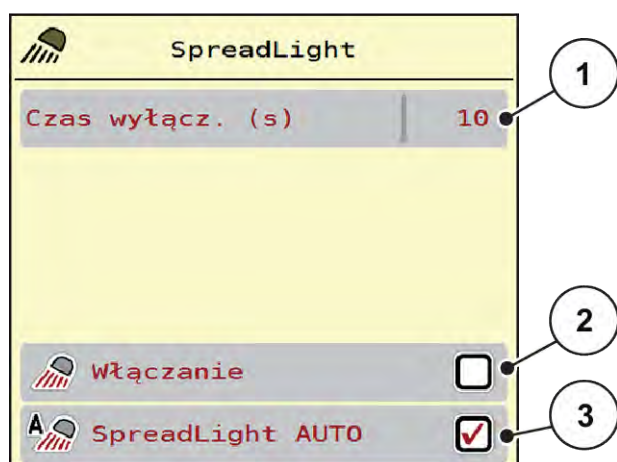 SpreadLight
Czas wyłącz. (s) 10
1
Włączanie
2
A SpreadLight AUTO
3